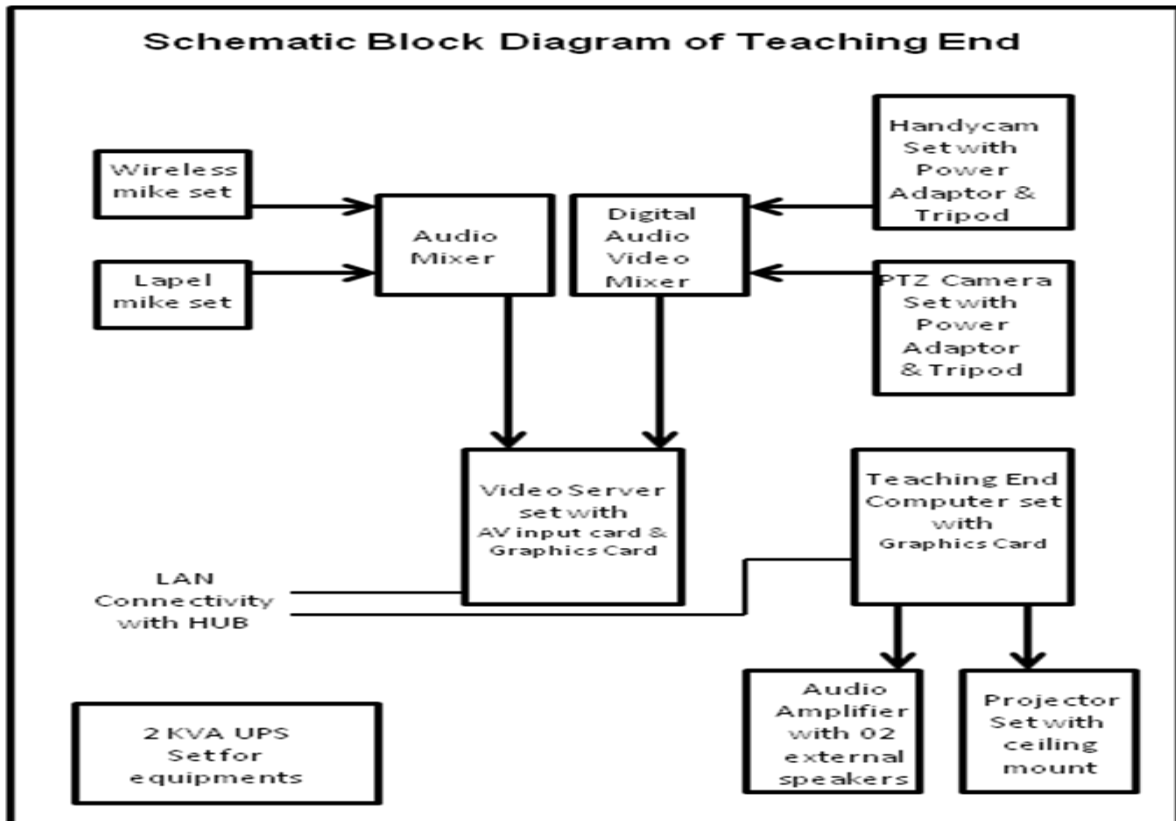 Schematic Block Diagram of Teaching End
Wireless
mike set
Lapel
mike set
Audio
Mixer
Digital
Audio
Video
Mixer
Handycam
Set with
Power
Adaptor &
Tripod
PTZ Camera
Set with
Power
Adaptor
& Tripod
Video Server
set with
AV input card &
Graphics Card
Teaching End
Computer set
with
Graphics Card
LAN
Connectivity
with HUB
2 KVA UPS
Set for
equipments
Audio
Amplifier
with 02
external
speakers
Projector
Set with
ceiling
mount